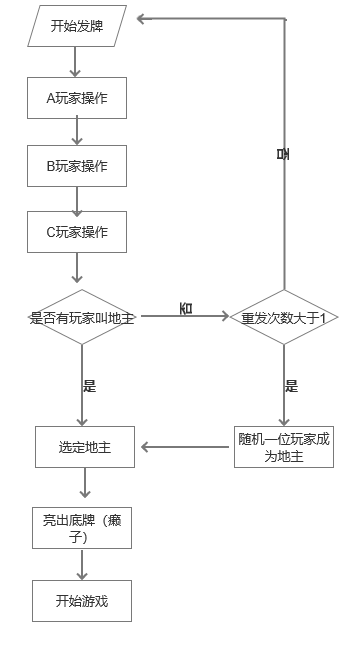 开始发牌
A玩家操作
B玩家操作
C玩家操作
是否有玩家叫地主
否
重发次数大于1
否
是
是
选定地主
随机一位玩家成
为地主
亮出底牌（癞
子）
开始游戏